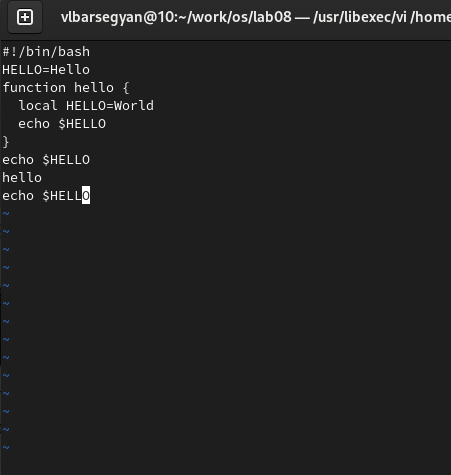 vlbarsegyan@10:~/work/os/lab08 — /usr/libexec/vi /home
#!/bin/bash
HELLO=Hello
function hello {
  local HELLO=World
  echo $HELLO
}
echo $HELLO
hello
echo $HELLO
~
~
~
~
~
~
~
~
~
~
~
~
~
~